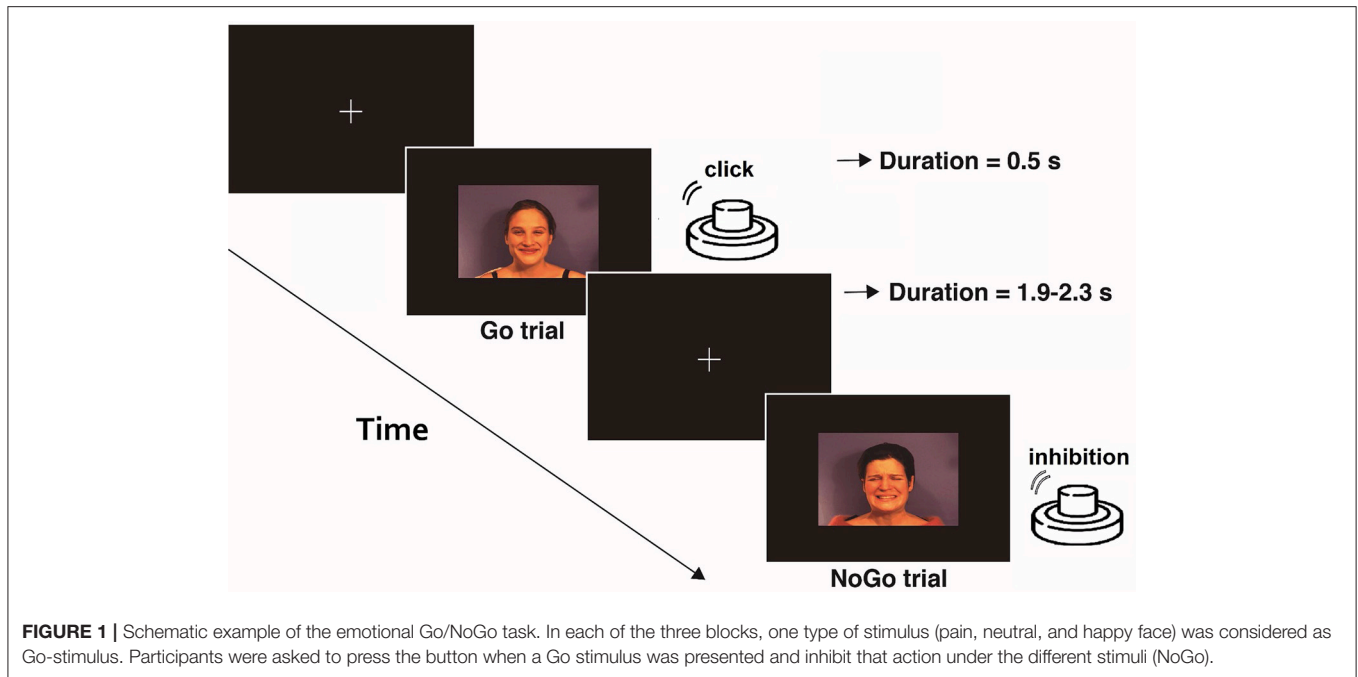 click
→ Duration = 0.5 s
Go trial
→ Duration = 1.9-2.3 s
Time
inhibition
NoGo trial
FIGURE 1 | Schematic example of the emotional Go/NoGo task. In each of the three blocks, one type of stimulus (pain, neutral, and happy face) was considered as
Go-stimulus. Participants were asked to press the button when a Go stimulus was presented and inhibit that action under the different stimuli (NoGo).